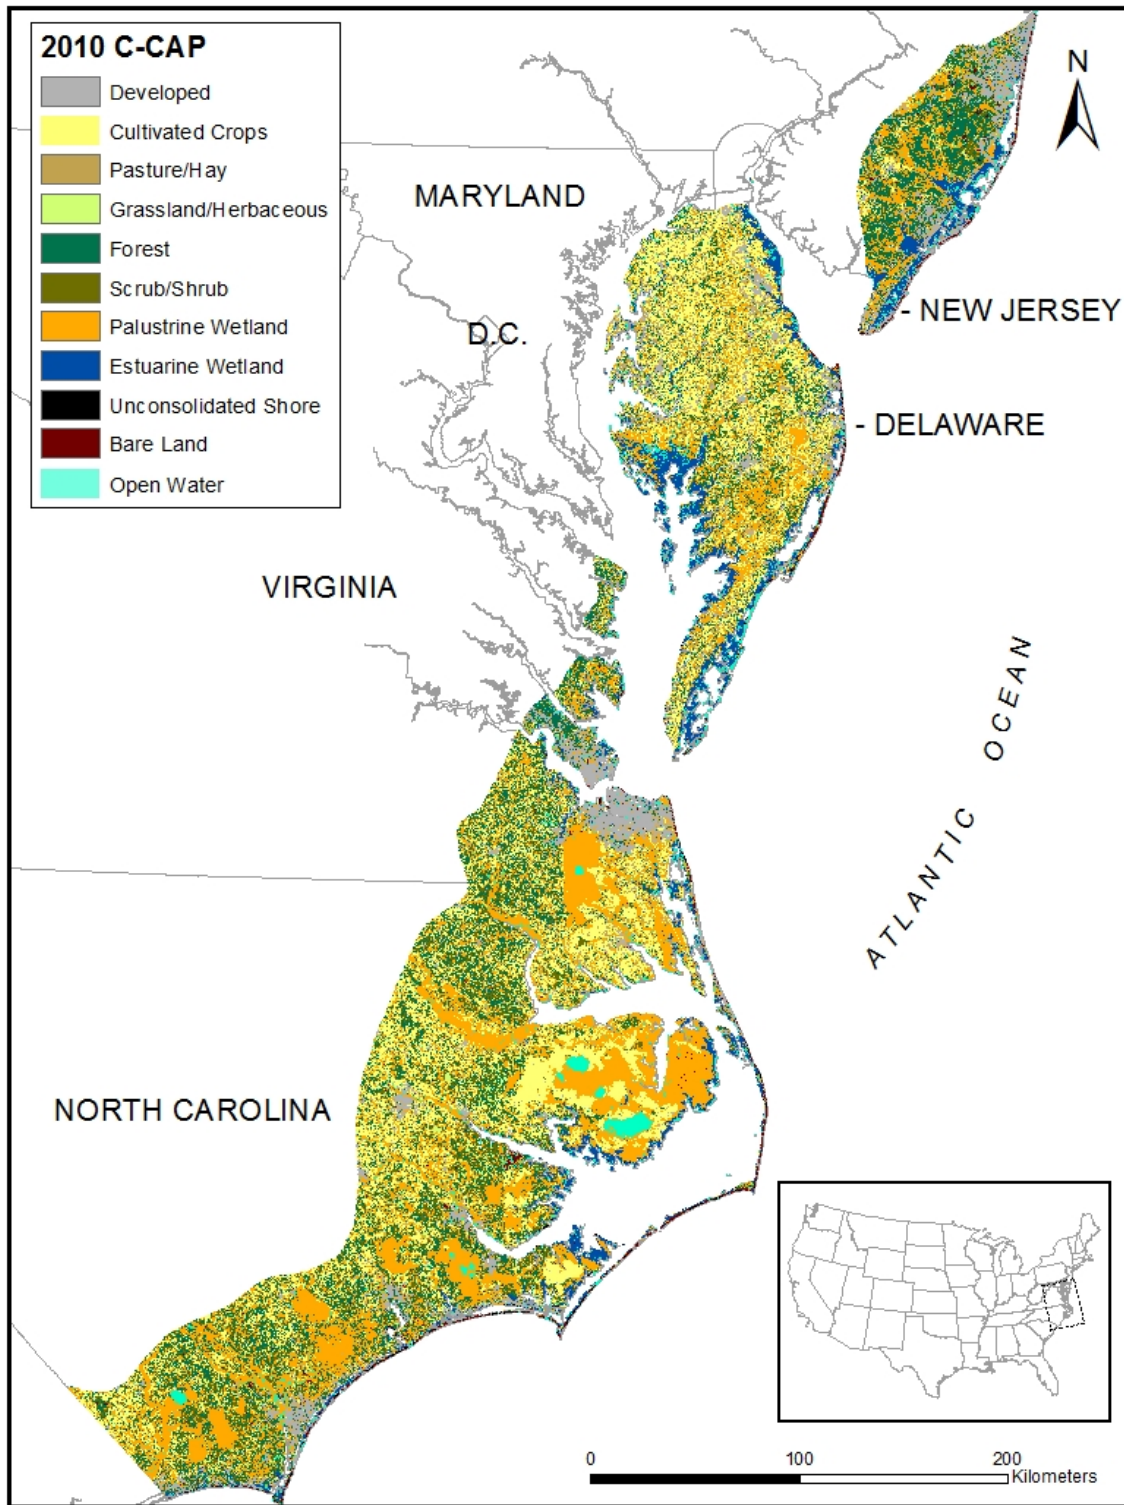 2010 C-CAP
Developed
Cultivated Crops
Pasture/Hay
Grassland/Herbaceous
Forest
Scrub/Shrub
Palustrine Wetland
Estuarine Wetland
Unconsolidated Shore
Bare Land
Open Water
N
MARYLAND
D.C.
- NEW JERSEY
- DELAWARE
VIRGINIA
ATLANTIC OCEAN
NORTH CAROLINA
0 100 200
Kilometers